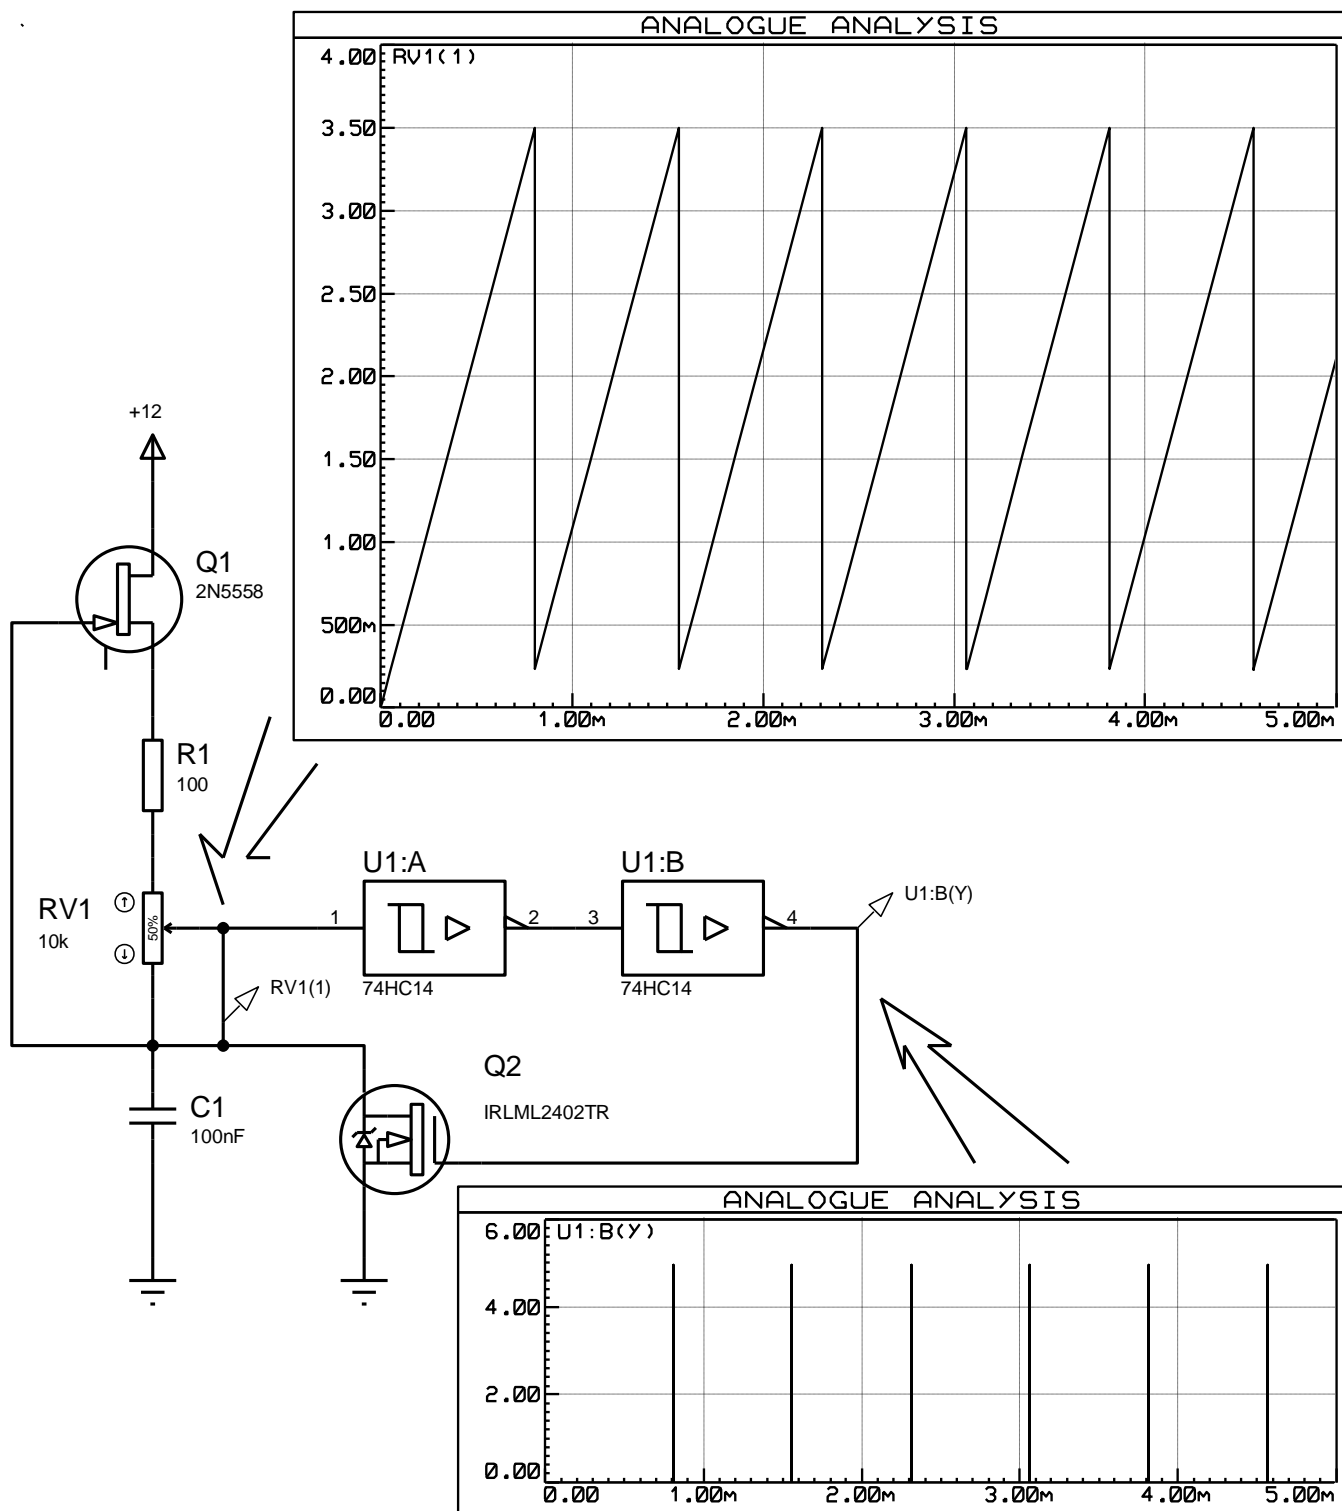 ANALOGUE ANALYSIS
4.00
RV1(1)
3.50
3.00
2.50
2.00
1.50
1.00
500m
0.00
0.00 1.00m 2.00m 3.00m 4.00m 5.00m
+12
Q1
2N5558
R1
100
RV1
10k
50%
RV1(1)
U1:A
1
2
74HC14
U1:B
3
4
74HC14
U1:B(Y)
C1
100nF
Q2
IRLML2402TR
ANALOGUE ANALYSIS
6.00
U1:B(Y)
4.00
2.00
0.00
0.00 1.00m 2.00m 3.00m 4.00m 5.00m